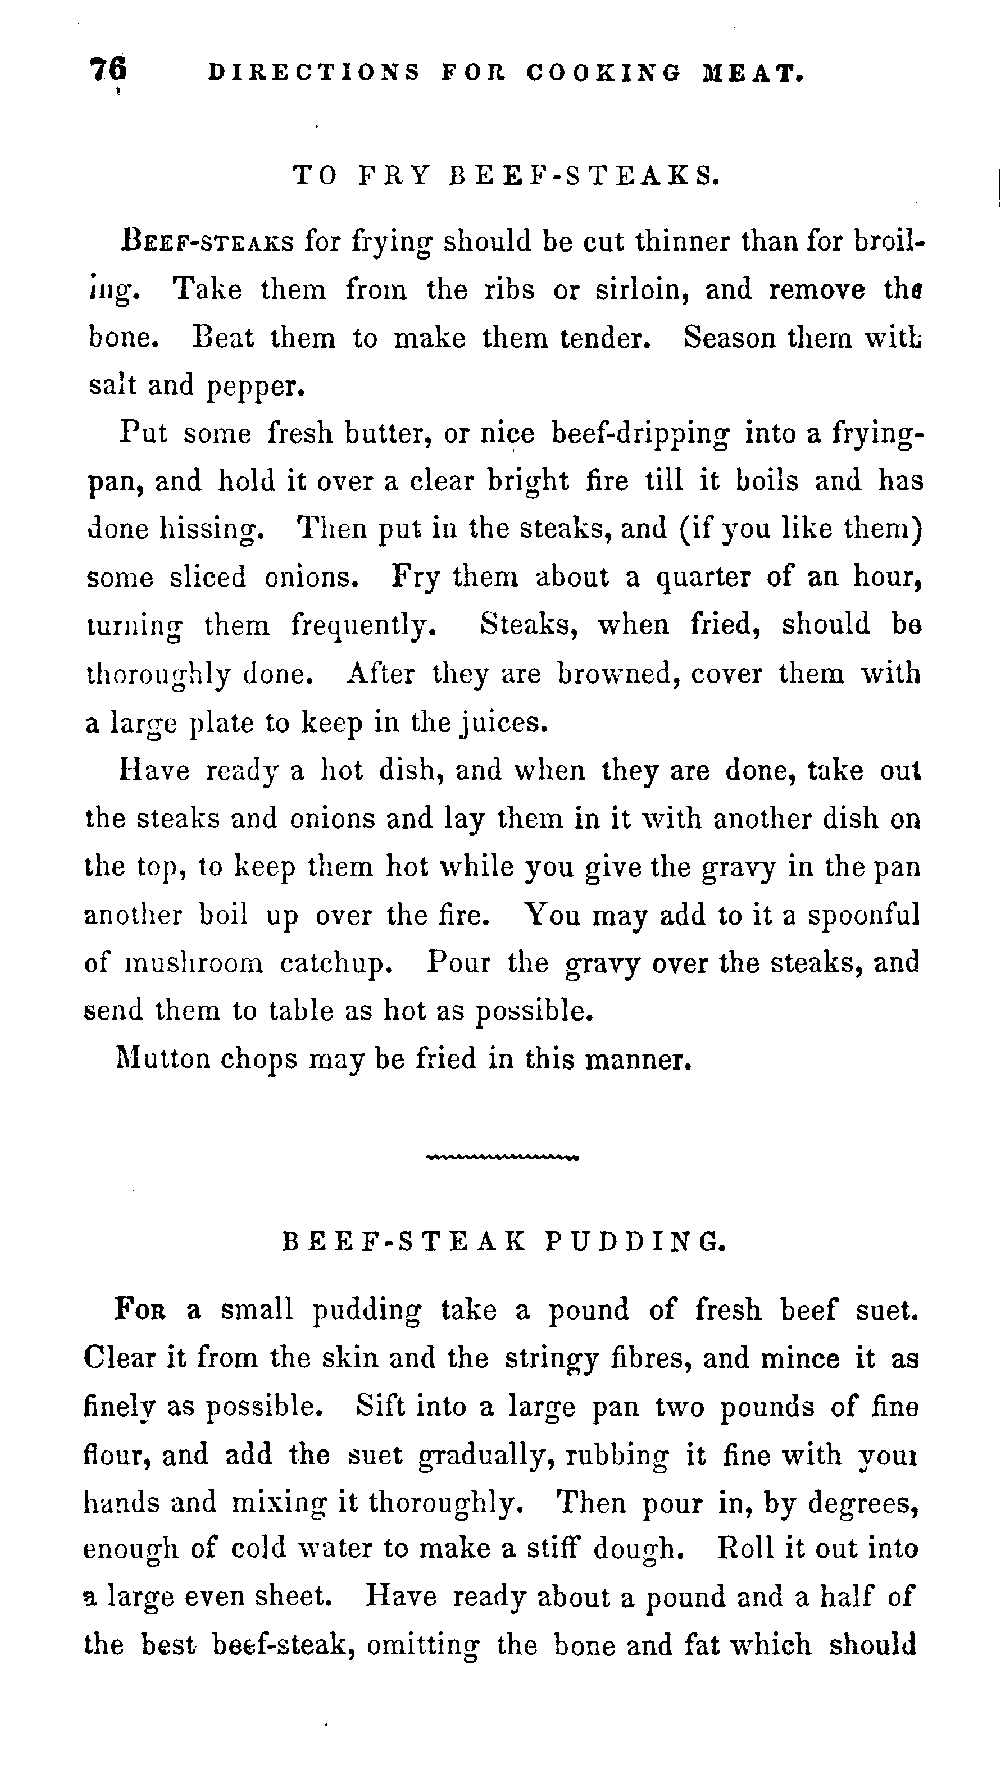 76 DIRECTIONS FOR COOKING MEAT.
TO FRY BEEF-STEAKS.
BEEF-STEAKS for frying should be cut thinner than for broil-
ing. Take them from the ribs or sirloin, and remove the
bone. Beat them to make them tender. Season them with
salt and pepper.
Put some fresh butter, or nice beef-dripping into a frying-
pan, and hold it over a clear bright fire till it boils and has
done hissing. Then put in the steaks, and (if you like them)
some sliced onions. Fry them about a quarter of an hour,
turning them frequently. Steaks, when fried, should be
thoroughly done. After they are browned, cover them with
a large plate to keep in the juices.
Have ready a hot dish, and when they are done, take out
the steaks and onions and lay them in it with another dish on
the top, to keep them hot while you give the gravy in the pan
another boil up over the fire. You may add to it a spoonful
of mushroom catchup. Pour the gravy over the steaks, and
send them to table as hot as possible.
Mutton chops may be fried in this manner.
BEEF-STEAK PUDDING.
FOR a small pudding take a pound of fresh beef suet.
Clear it from the skin and the stringy fibres, and mince it as
finely as possible. Sift into a large pan two pounds of fine
flour, and add the suet gradually, rubbing it fine with your
hands and mixing it thoroughly. Then pour in, by degrees,
enough of cold water to make a stiff dough. Roll it out into
a large even sheet. Have ready about a pound and a half of
the best beef-steak, omitting the bone and fat which should